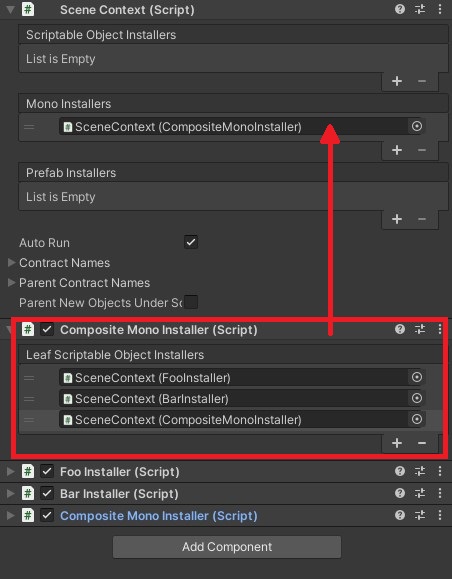 Scene Context (Script)
Scriptable Object Installers
List is Empty
Mono Installers
SceneContext (CompositeMonoInstaller)
Prefab Installers
List is Empty
Auto Run
Contract Names
Parent Contract Names
Parent New Objects Under Sc
Composite Mono Installer (Script)
Leaf Scriptable Object Installers
SceneContext (FooInstaller)
SceneContext (BarInstaller)
SceneContext (CompositeMonoInstaller)
Foo Installer (Script)
Bar Installer (Script)
Composite Mono Installer (Script)
Add Component